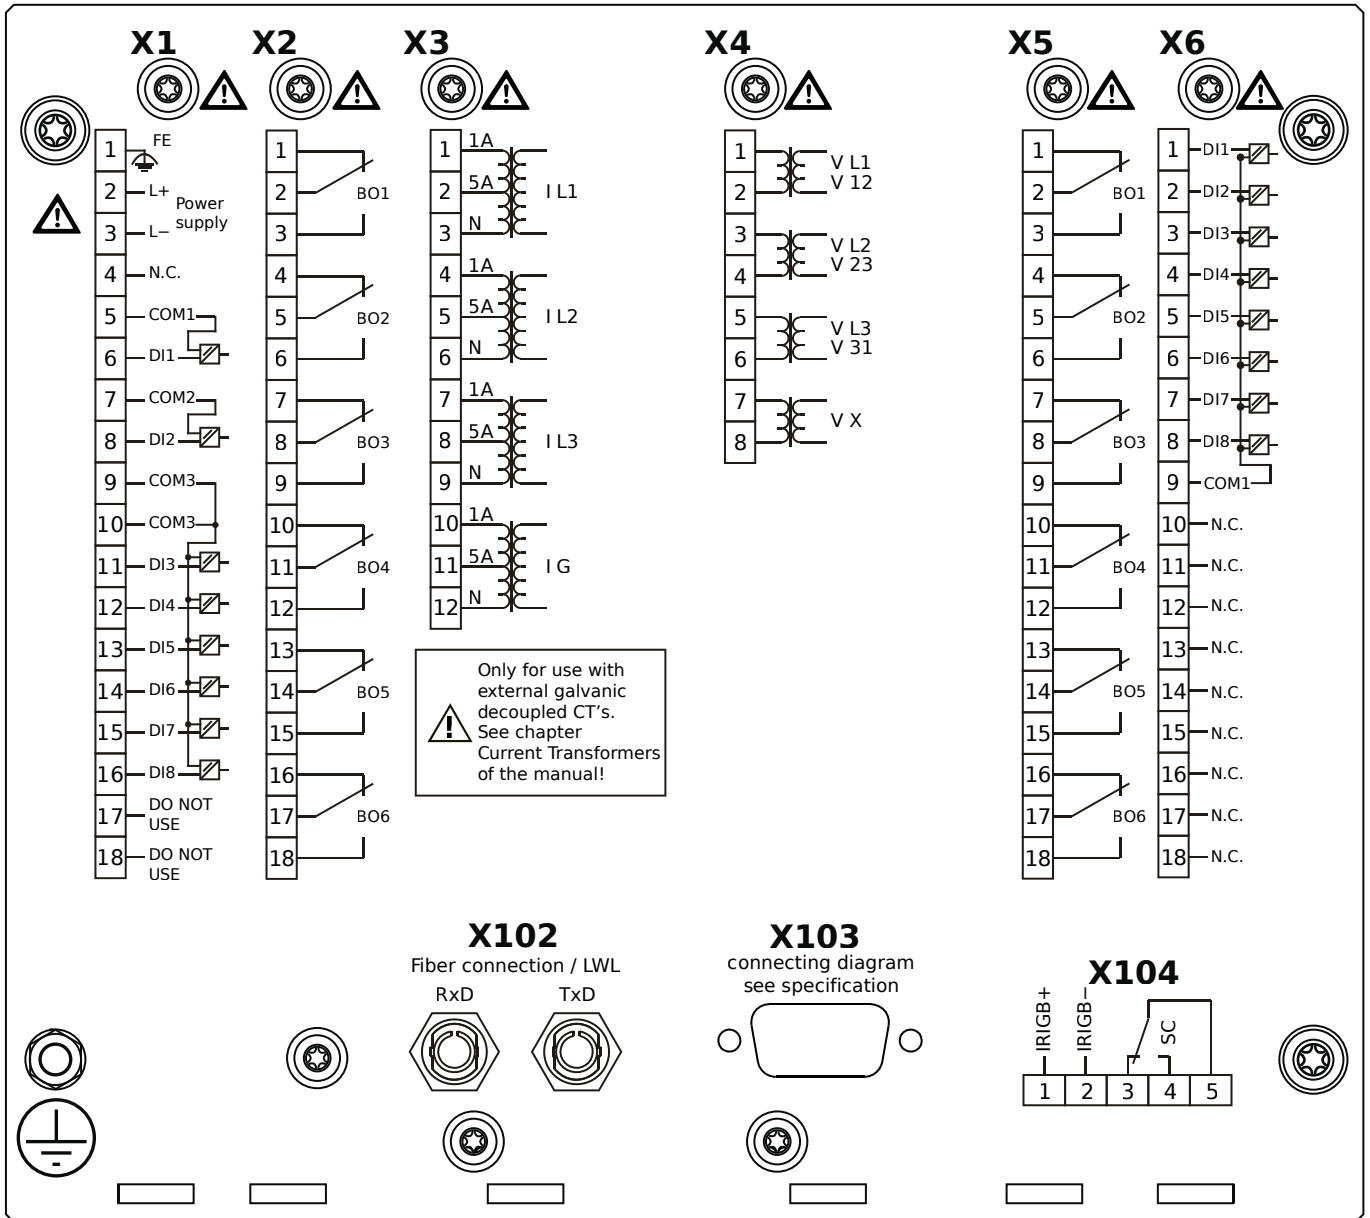 X1
X2
X3
X4
X5
X6
1 FE
2 L+
Power
supply
3 L−
4 N.C.
5 COM1
6 DI1
7 COM2
8 DI2
9 COM3
10 COM3
11 DI3
12 DI4
13 DI5
14 DI6
15 DI7
16 DI8
17 DO NOT
USE
18 DO NOT
USE
1
2 BO1
3
4
5 BO2
6
7
8 BO3
9
10
11 BO4
12
13
14 BO5
15
16
17 BO6
18
1 1A
2 5A I L1
3 N
4 1A
5 5A I L2
6 N
7 1A
8 5A I L3
9 N
10 1A
11 5A I G
12 N
Only for use with
external galvanic
decoupled CT's.
See chapter
Current Transformers
of the manual!
1 V L1
2 V 12
3 V L2
4 V 23
5 V L3
6 V 31
7 V X
8
1
2 BO1
3
4
5 BO2
6
7
8 BO3
9
10
11 BO4
12
13
14 BO5
15
16
17 BO6
18
1 DI1
2 DI2
3 DI3
4 DI4
5 DI5
6 DI6
7 DI7
8 DI8
9 COM1
10 N.C.
11 N.C.
12 N.C.
13 N.C.
14 N.C.
15 N.C.
16 N.C.
17 N.C.
18 N.C.
X102
Fiber connection / LWL
RxD TxD
X103
connecting diagram
see specification
X104
IRIGB+
IRIGB−
SC
1 2 3 4 5